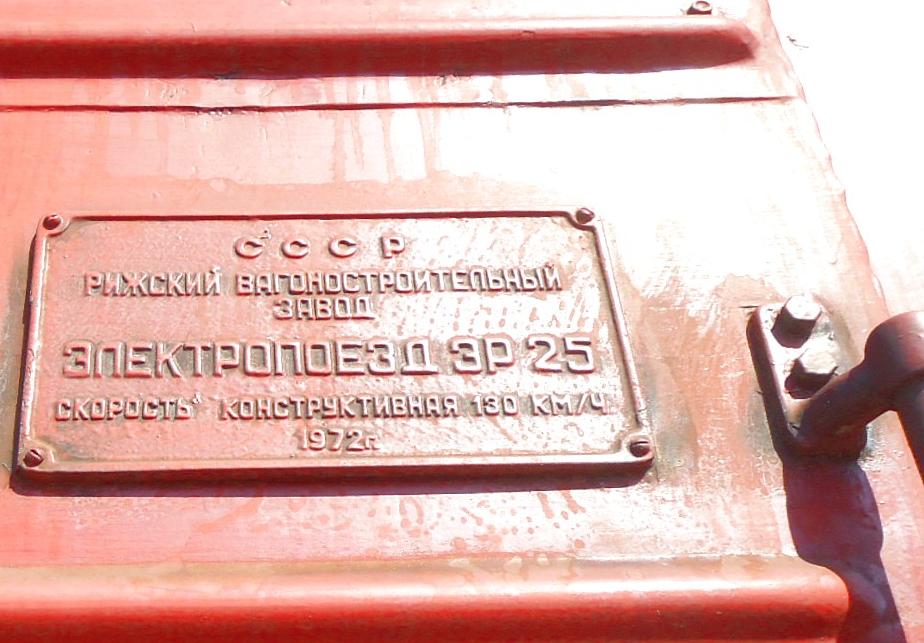 СССР
РИЖСКИЙ ВАГОНОСТРОИТЕЛЬНЫЙ
ЗАВОД
ЭЛЕКТРОПОЕЗД ЭР 25
СКОРОСТЬ КОНСТРУКТИВНАЯ 130 КМ/Ч
1972г.